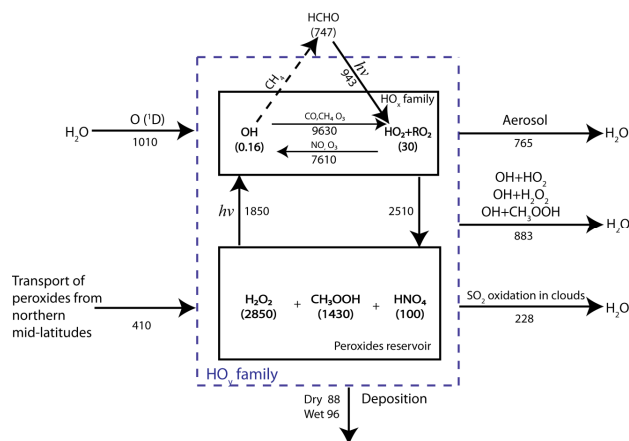 HCHO
(747)
CH4
hν
943
HOx family
O (1D)
H2O
1010
CO,CH4 O3
OH
9630
HO2+RO2
(0.16)
NO, O3
(30)
7610
Aerosol
H2O
765
OH+HO2
OH+H2O2
OH+CH3OOH
H2O
883
hν
1850
2510
Transport of
peroxides from
northern
mid-latitudes
410
H2O2 + CH3OOH + HNO4
(2850) (1430) (100)
Peroxides reservoir
SO2 oxidation in clouds
H2O
228
HOy family
Dry 88
Wet 96
Deposition